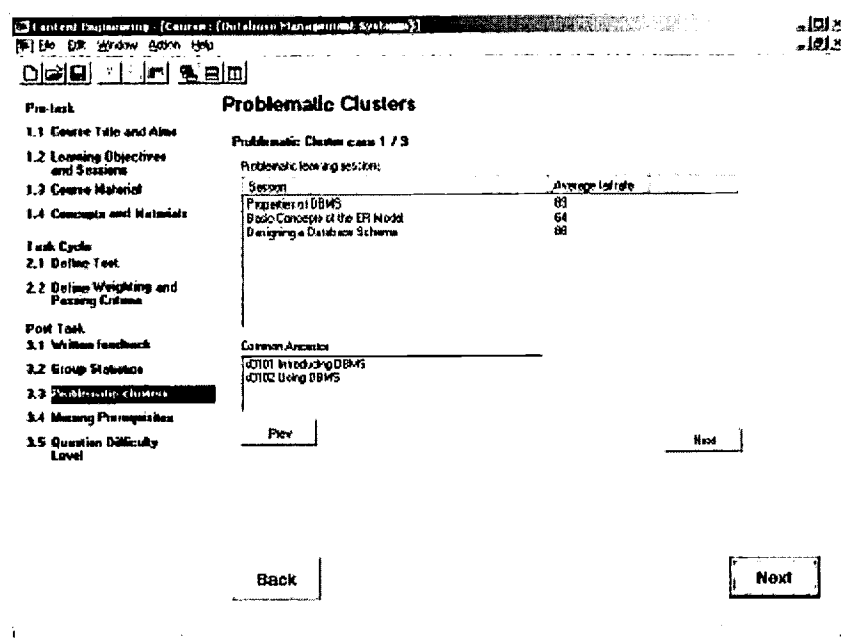 Content Engineering - [Course: (Database Management Systems)]
File Edit Window Action Help
Pre-task
Problematic Clusters
1.1 Course Title and Aims
Problematic Cluster case 1 / 3
1.2 Learning Objectives
and Sessions
Problematic learning sessions
1.3 Course Material
Session
Average fail rate
Properties of DBMS
Basic Concepts of the ER Model
64
1.4 Concepts and Materials
Designing a Database Schema
Task Cycle
2.1 Define Test
2.2 Define Weighting and
Passing Criteria
Post Task
3.1 Written feedback
Common Ancestor
3.2 Group Statistics
Introducing DBMS
Using DBMS
3.3 Problematic clusters
3.4 Missing Prerequisites
3.5 Question Difficulty
Level
Prev
Next
Back
Next